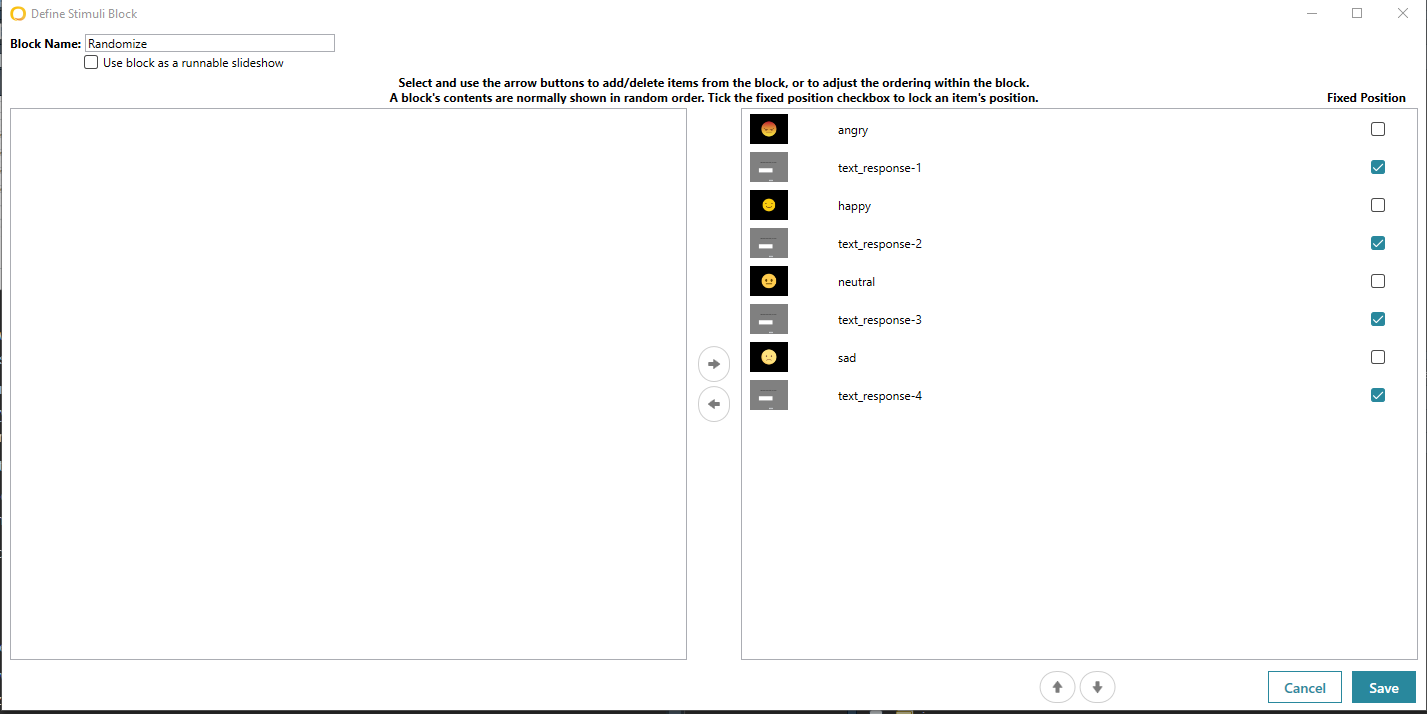 Define Stimuli Block
Block Name: Randomize
Use block as a runnable slideshow
Select and use the arrow buttons to add/delete items from the block, or to adjust the ordering within the block.
A block's contents are normally shown in random order. Tick the fixed position checkbox to lock an item's position.
Fixed Position
angry
text_response-1
happy
text_response-2
neutral
text_response-3
sad
text_response-4
Cancel
Save